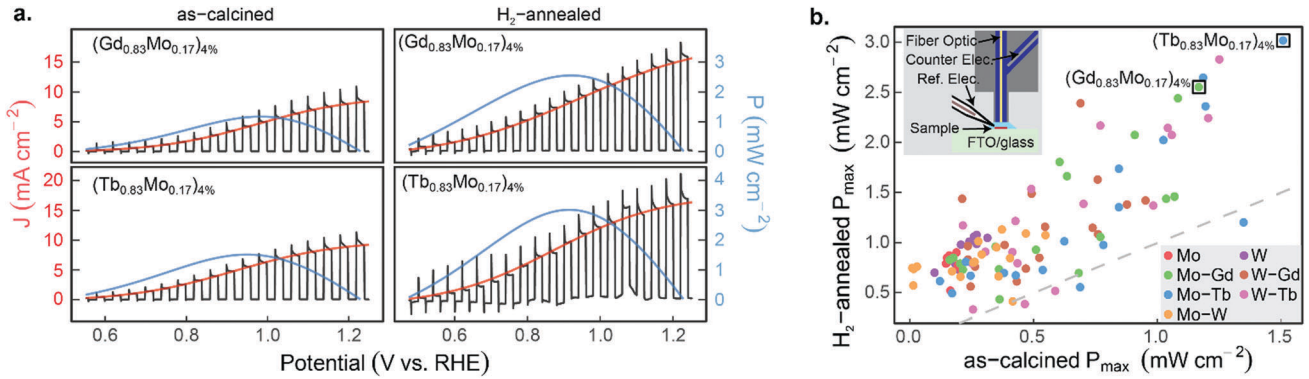 a.
as−calcined
H₂−annealed
(Gd₀.₈₃Mo₀.₁₇)₄%
(Gd₀.₈₃Mo₀.₁₇)₄%
15
10
5
0
3
2
1
0
(Tb₀.₈₃Mo₀.₁₇)₄%
(Tb₀.₈₃Mo₀.₁₇)₄%
20
15
10
5
0
4
3
2
1
0
J (mA cm⁻²)
P (mW cm⁻²)
0.6 0.8 1.0 1.2
0.6 0.8 1.0 1.2
Potential (V vs. RHE)
b.
H₂−annealed Pmax (mW cm⁻²)
3.0
2.5
2.0
1.5
1.0
0.5
Fiber Optic
Counter Elec.
Ref. Elec.
Sample
FTO/glass
(Tb₀.₈₃Mo₀.₁₇)₄%
(Gd₀.₈₃Mo₀.₁₇)₄%
Mo W
Mo−Gd W−Gd
Mo−Tb W−Tb
Mo−W
0.0 0.5 1.0 1.5
as−calcined Pmax (mW cm⁻²)